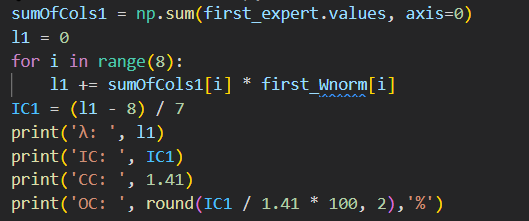 sumOfCols1 = np.sum(first_expert.values, axis=0)
l1 = 0
for i in range(8):
    l1 += sumOfCols1[i] * first_Wnorm[i]
IC1 = (l1 - 8) / 7
print('λ: ', l1)
print('IC: ', IC1)
print('CC: ', 1.41)
print('OC: ', round(IC1 / 1.41 * 100, 2),'%')